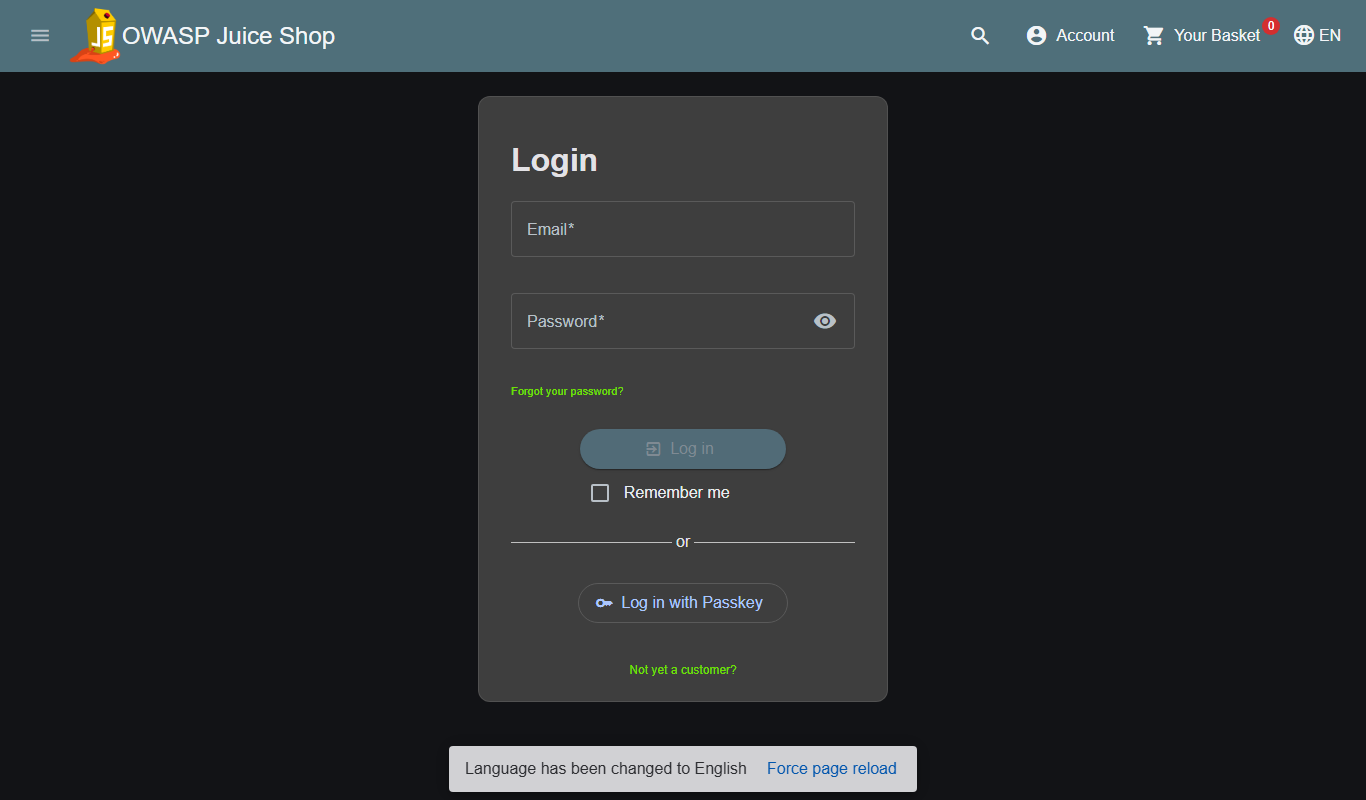 OWASP Juice Shop
Account
Your Basket
0
EN
Login
Email*
Password*
Forgot your password?
Log in
Remember me
or
Log in with Passkey
Not yet a customer?
Language has been changed to English Force page reload